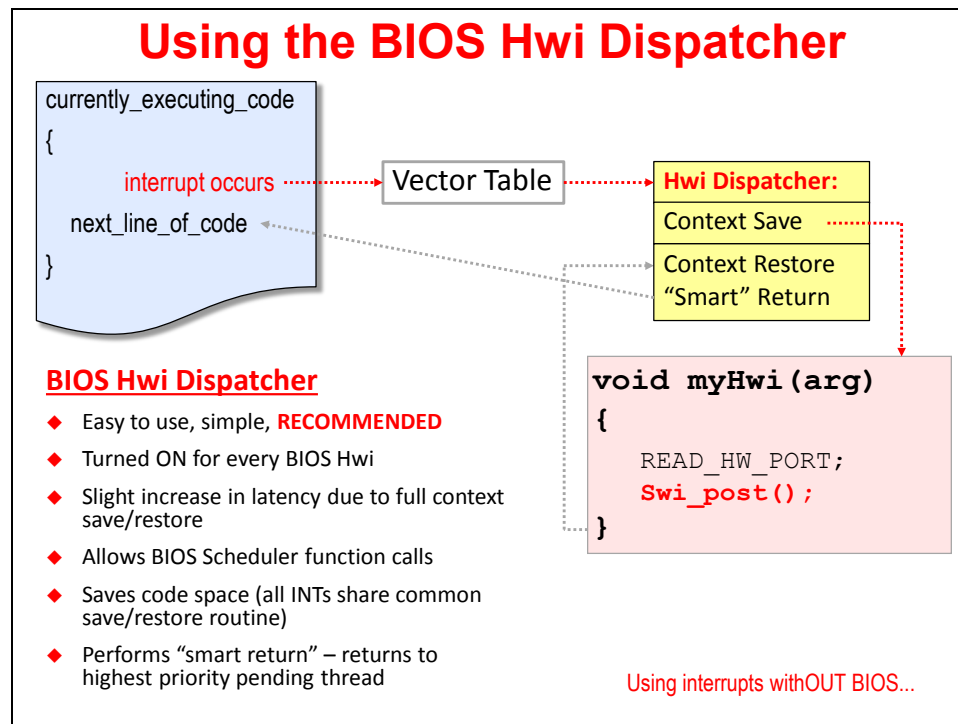 Using the BIOS Hwi Dispatcher
currently_executing_code
{
interrupt occurs
next_line_of_code
}
Vector Table
Hwi Dispatcher:
Context Save
Context Restore
“Smart” Return
void myHwi(arg)
{
READ_HW_PORT;
Swi_post();
}
BIOS Hwi Dispatcher
Easy to use, simple, RECOMMENDED
Turned ON for every BIOS Hwi
Slight increase in latency due to full context
save/restore
Allows BIOS Scheduler function calls
Saves code space (all INTs share common
save/restore routine)
Performs “smart return” – returns to
highest priority pending thread
Using interrupts withOUT BIOS...